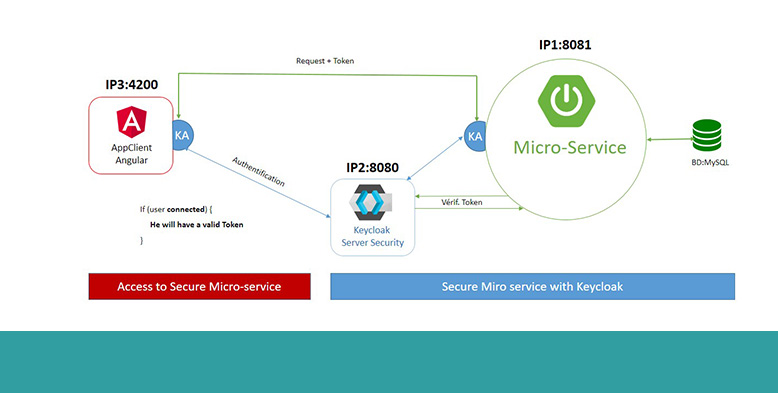 IP1:8081
Request + Token
IP3:4200
AppClient
Angular
KA
KA
Micro-Service
BD:MySQL
Authentification
IP2:8080
Keycloak
Server Security
Vérif. Token
If (user connected) {
He will have a valid Token
}
Access to Secure Micro-service
Secure Miro service with Keycloak